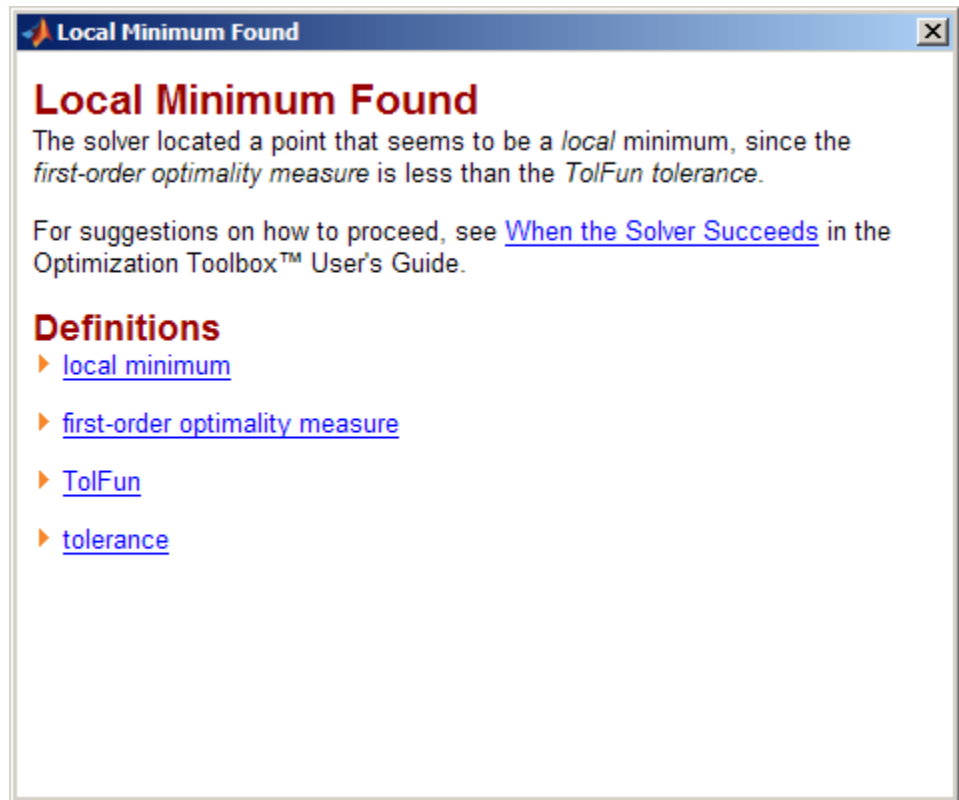 Local Minimum Found
Local Minimum Found
The solver located a point that seems to be a local minimum, since the
first-order optimality measure is less than the TolFun tolerance.
For suggestions on how to proceed, see When the Solver Succeeds in the
Optimization Toolbox™ User's Guide.
Definitions
local minimum
first-order optimality measure
TolFun
tolerance